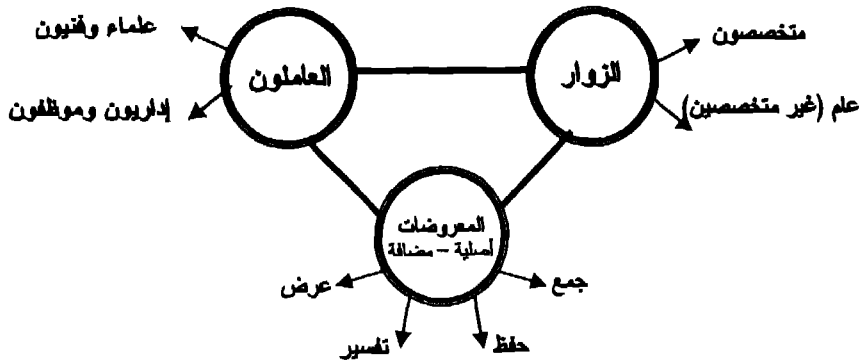 متخصصون
الزوار
عام (غير متخصصين)
علماء وفنيون
العاملون
إداريون وموظفون
المعروضات
أصلية – مضافة
جمع
حفظ
تفسير
عرض